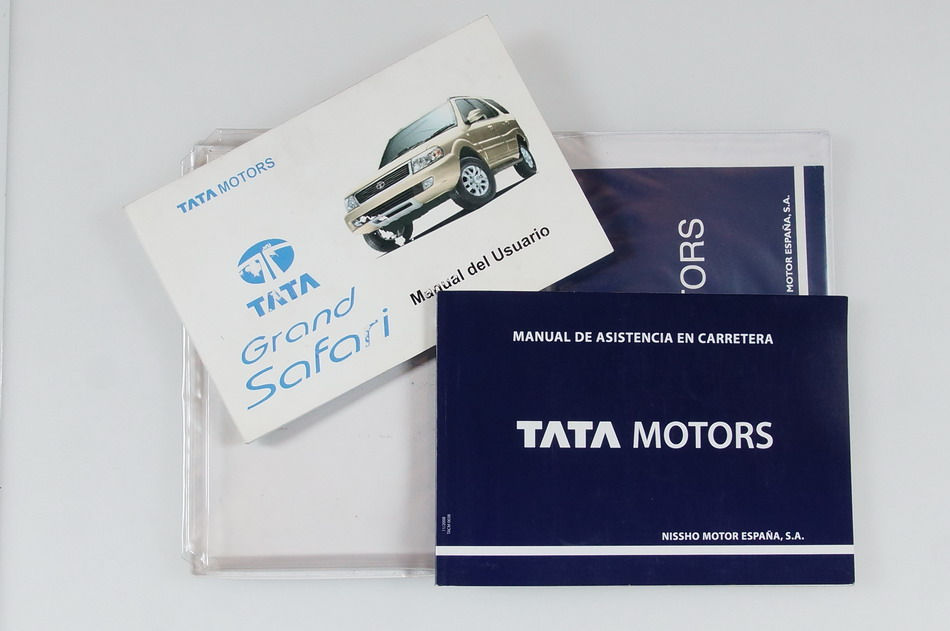 TATA MOTORS
TATA
Grand
Safari
Manual del Usuario
TORS
MOTOR ESPAÑA, S.A.
MANUAL DE ASISTENCIA EN CARRETERA
TATA MOTORS
NISSHO MOTOR ESPAÑA, S.A.